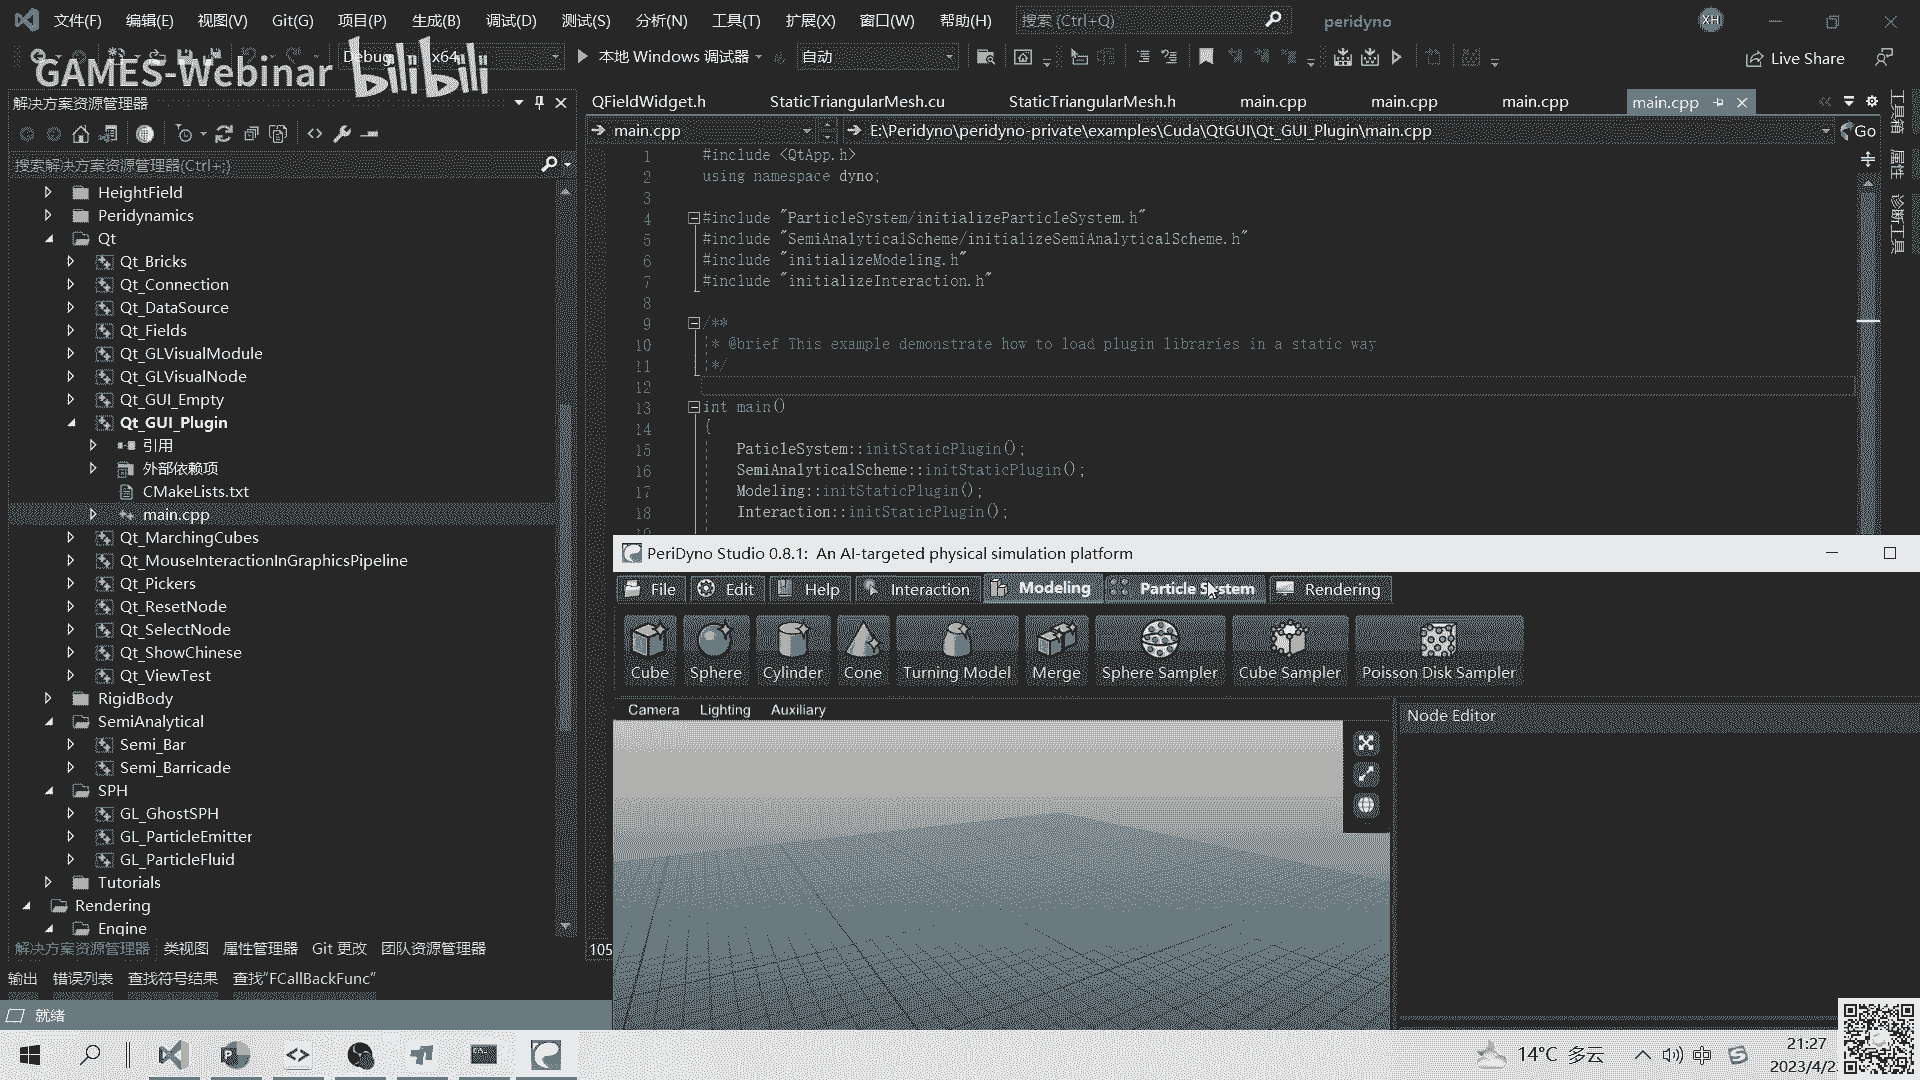 文件(F) 编辑(E) 视图(V) Git(G) 项目(P) 生成(B) 调试(D) 测试(S) 分析(N) 工具(T) 扩展(X) 窗口(W) 帮助(H) 搜索 (Ctrl+Q) peridyno XH
Debug x64 本地 Windows 调试器 自动 Live Share
GAMES-Webinar bilibili
解决方案资源管理器
搜索解决方案资源管理器(Ctrl+;)
HeightField
Peridynamics
Qt
Qt_Bricks
Qt_Connection
Qt_DataSource
Qt_Fields
Qt_GLVisualModule
Qt_GLVisualNode
Qt_GUI_Empty
Qt_GUI_Plugin
引用
外部依赖项
CMakeLists.txt
main.cpp
Qt_MarchingCubes
Qt_MouseInteractionInGraphicsPipeline
Qt_Pickers
Qt_ResetNode
Qt_SelectNode
Qt_ShowChinese
Qt_ViewTest
RigidBody
SemiAnalytical
Semi_Bar
Semi_Barricade
SPH
GL_GhostSPH
GL_ParticleEmitter
GL_ParticleFluid
Tutorials
Rendering
Engine
解决方案资源管理器 类视图 属性管理器 Git 更改 团队资源管理器
输出 错误列表 查找符号结果 查找"FCallBackFunc"
就绪
QFieldWidget.h StaticTriangularMesh.cu StaticTriangularMesh.h main.cpp main.cpp main.cpp main.cpp
main.cpp E:\Peridyno\peridyno-private\examples\Cuda\QtGUI\Qt_GUI_Plugin\main.cpp Go
1 #include <QtApp.h>
2 using namespace dyno;
3
4 #include "ParticleSystem/initializeParticleSystem.h"
5 #include "SemiAnalyticalScheme/initializeSemiAnalyticalScheme.h"
6 #include "initializeModeling.h"
7 #include "initializeInteraction.h"
8
9 /**
10 * @brief This example demonstrate how to load plugin libraries in a static way
11 */
12
13 int main()
14 {
15 PaticleSystem::initStaticPlugin();
16 SemiAnalyticalScheme::initStaticPlugin();
17 Modeling::initStaticPlugin();
18 Interaction::initStaticPlugin();
105
工具箱
属性
诊断工具
PeriDyno Studio 0.8.1: An AI-targeted physical simulation platform
File Edit Help Interaction Modeling Particle System Rendering
Cube Sphere Cylinder Cone Turning Model Merge Sphere Sampler Cube Sampler Poisson Disk Sampler
Camera Lighting Auxiliary
Node Editor
14°C 多云 中 21:27
2023/4/2